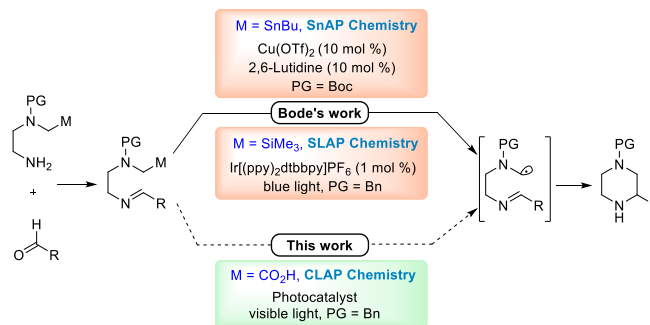 M = SnBu, SnAP Chemistry
Cu(OTf)2 (10 mol %)
2,6-Lutidine (10 mol %)
PG = Boc
Bode's work
M = SiMe3, SLAP Chemistry
Ir[(ppy)2dtbbpy]PF6 (1 mol %)
blue light, PG = Bn
This work
M = CO2H, CLAP Chemistry
Photocatalyst
visible light, PG = Bn
PG
N
M
NH2
+
H
O
R
PG
N
M
N
R
PG
N
N
R
PG
N
N
H